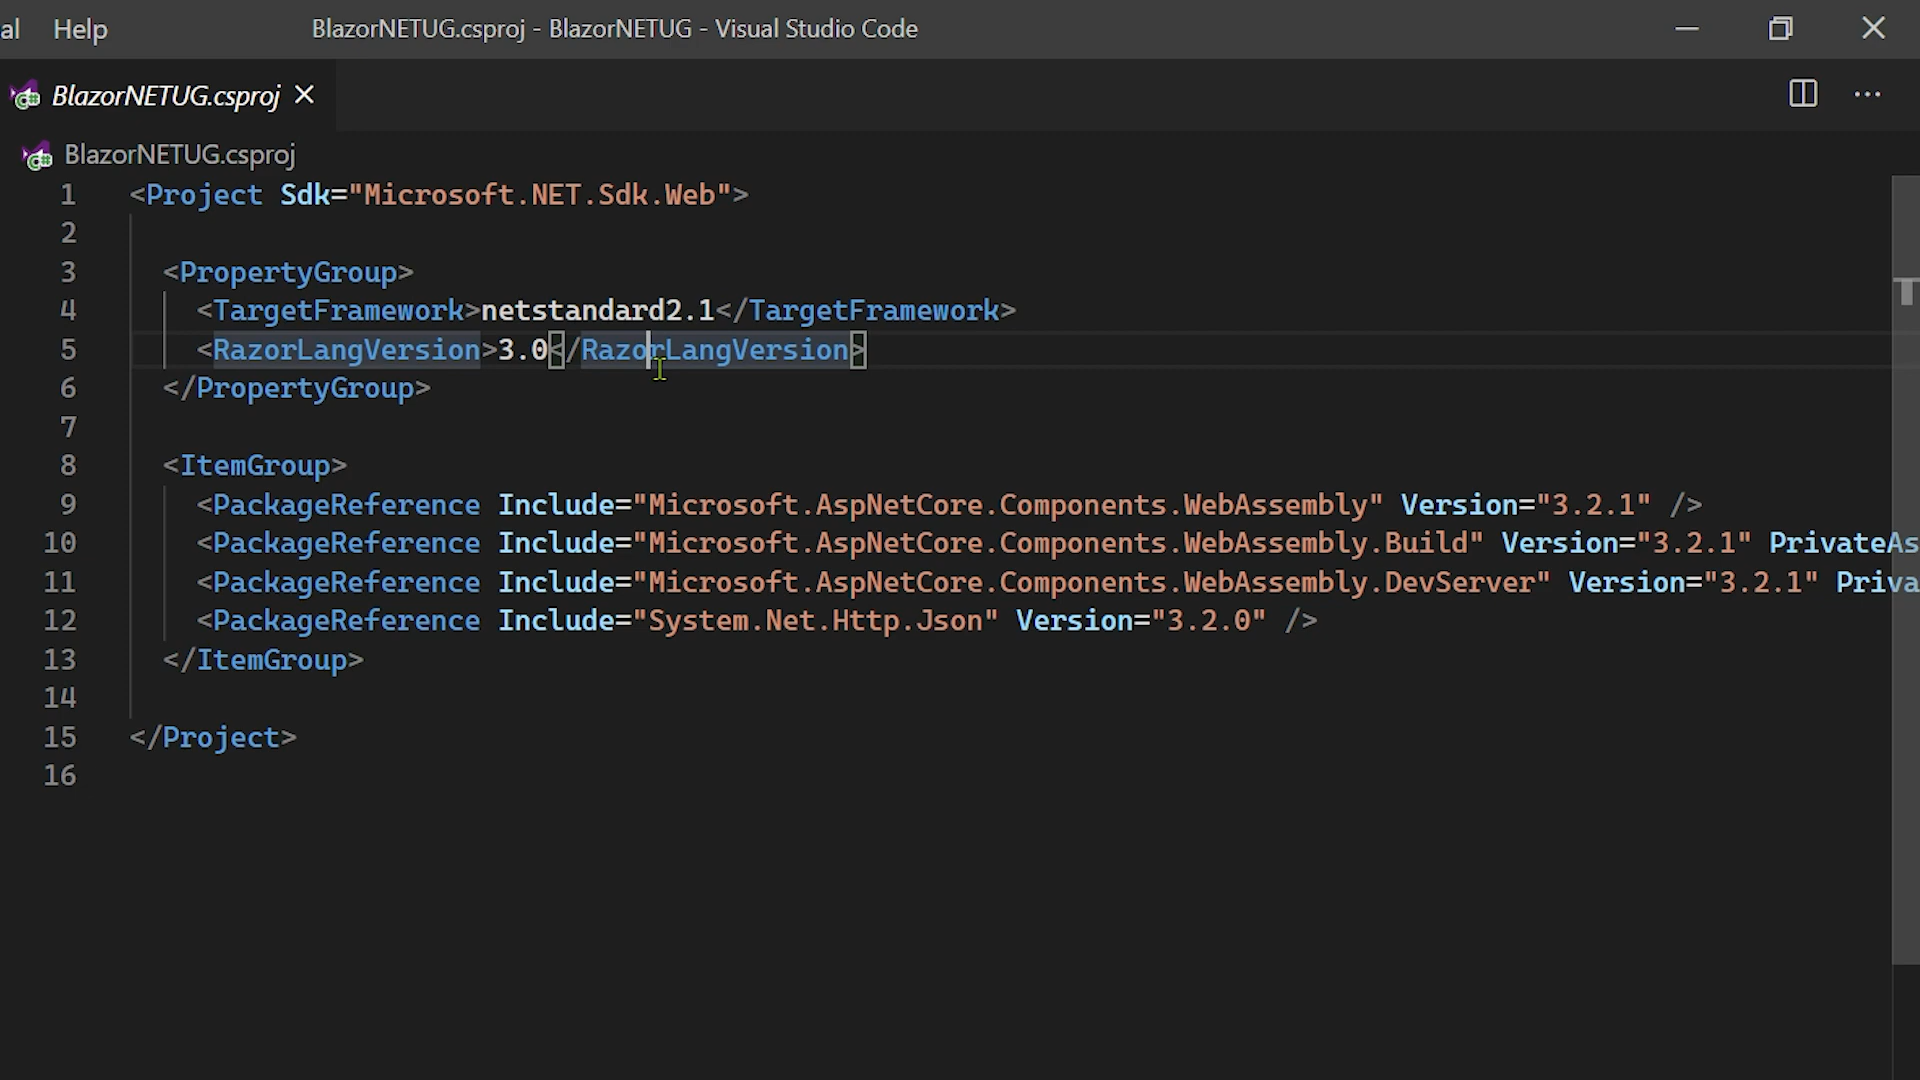 al Help BlazorNETUG.csproj - BlazorNETUG - Visual Studio Code
BlazorNETUG.csproj
BlazorNETUG.csproj
1 <Project Sdk="Microsoft.NET.Sdk.Web">
2
3 <PropertyGroup>
4 <TargetFramework>netstandard2.1</TargetFramework>
5 <RazorLangVersion>3.0</RazorLangVersion>
6 </PropertyGroup>
7
8 <ItemGroup>
9 <PackageReference Include="Microsoft.AspNetCore.Components.WebAssembly" Version="3.2.1" />
10 <PackageReference Include="Microsoft.AspNetCore.Components.WebAssembly.Build" Version="3.2.1" PrivateAs
11 <PackageReference Include="Microsoft.AspNetCore.Components.WebAssembly.DevServer" Version="3.2.1" Priva
12 <PackageReference Include="System.Net.Http.Json" Version="3.2.0" />
13 </ItemGroup>
14
15 </Project>
16